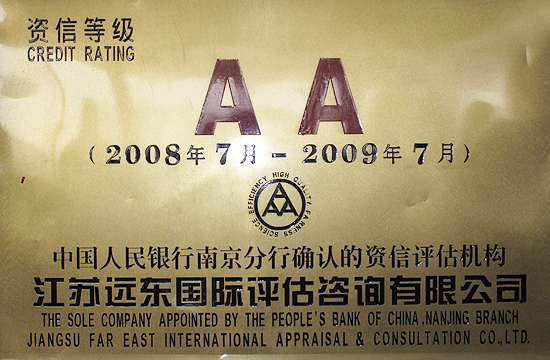 资信等级
CREDIT RATING
AA
(2008年7月-2009年7月)
SCIENCE EFFICIENCY HIGH QUALITY FAIRNESS
中国人民银行南京分行确认的资信评估机构
江苏远东国际评估咨询有限公司
THE SOLE COMPANY APPOINTED BY THE PEOPLE'S BANK OF CHINA,NANJING BRANCH
JIANGSU FAR EAST INTERNATIONAL APPRAISAL & CONSULTATION CO.,LTD.